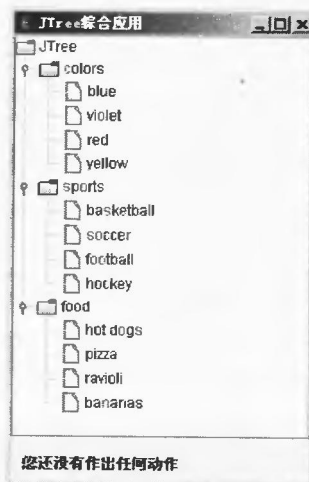 JTree综合应用
JTree
colors
blue
violet
red
yellow
sports
basketball
soccer
football
hockey
food
hot dogs
pizza
ravioli
bananas
您还没有作出任何动作